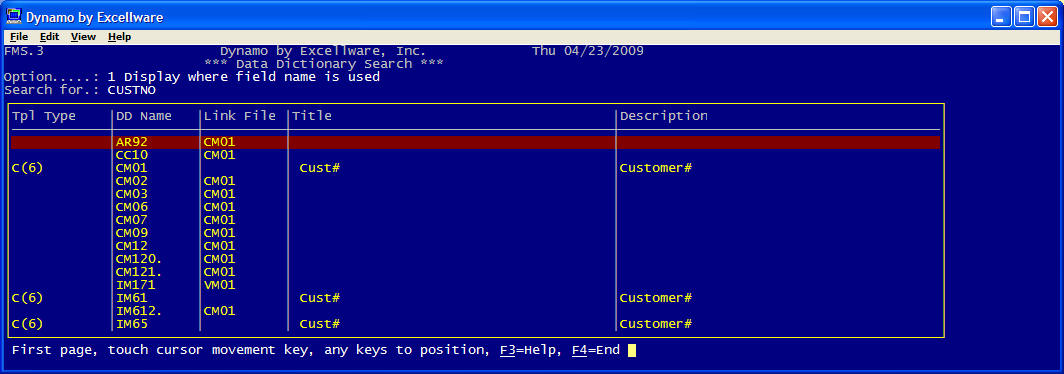 Dynamo by Excellware
File Edit View Help
FMS.3 Dynamo by Excellware, Inc. Thu 04/23/2009
*** Data Dictionary Search ***
Option.....: 1 Display where field name is used
Search for.: CUSTNO
Tpl Type DD Name Link File Title Description
AR92 CM01
CC10 CM01
C(6) CM01 Cust# Customer#
CM02 CM01
CM03 CM01
CM06 CM01
CM07 CM01
CM09 CM01
CM12 CM01
CM120. CM01
CM121. CM01
IM171 VM01
C(6) IM61 Cust# Customer#
IM612. CM01
C(6) IM65 Cust# Customer#
First page, touch cursor movement key, any keys to position, F3=Help, F4=End